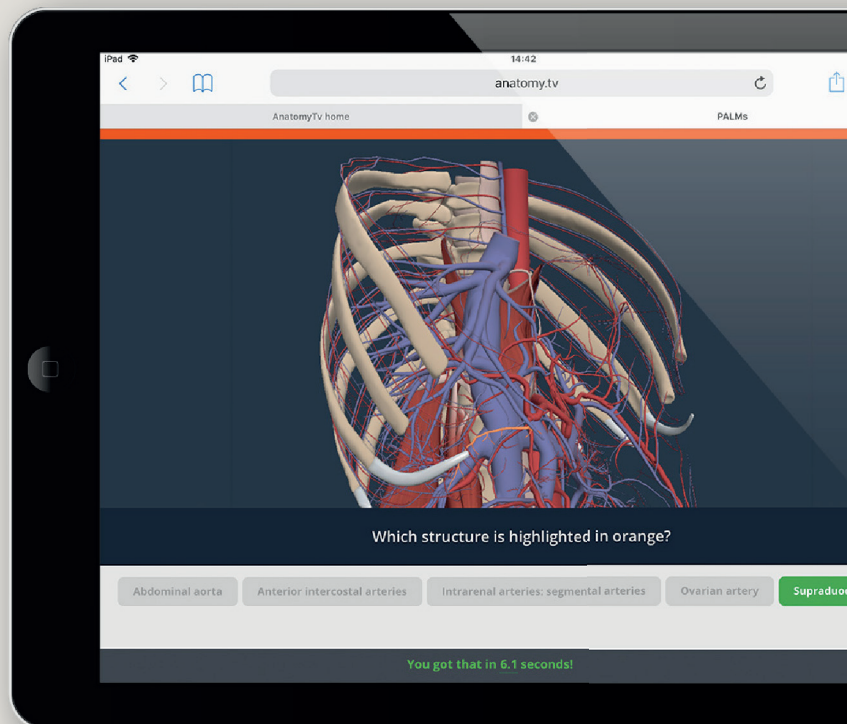 iPad 14:42
anatomy.tv
AnatomyTv home PALMs
Which structure is highlighted in orange?
Abdominal aorta Anterior intercostal arteries Intrarenal arteries: segmental arteries Ovarian artery
You got that in 6.1 seconds!